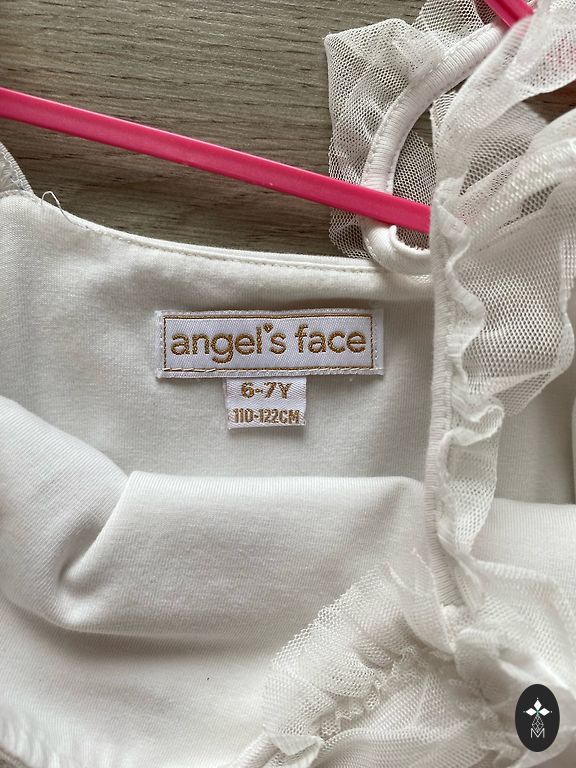 angel's face
6-7Y
110-122CM
M